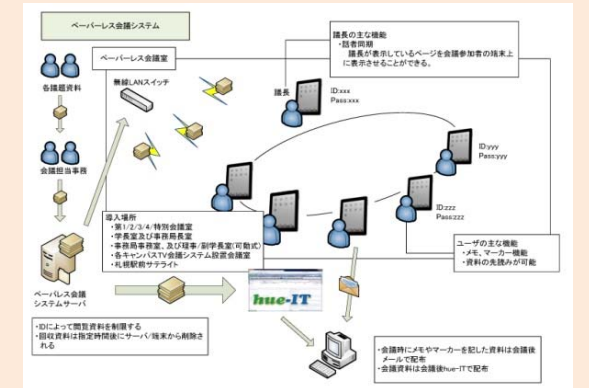 ペーパーレス会議システム
ペーパーレス会議室
無線LANスイッチ
各議題資料
会議担当事務
議長の主な機能
・話者同期
議長が表示しているページを会議参加者の端末上
に表示させることができる。
議長
ID:xxx
Pass:xxx
ID:yyy
Pass:yyy
ID:zzz
Pass:zzz
導入場所
・第1/2/3/4/特別会議室
・学長室及び事務局長室
・事務局事務室、及び理事/副学長室(可動式)
・各キャンパスTV会議システム設置会議室
・札幌駅前サテライト
ユーザの主な機能
・メモ、マーカー機能
・資料の先読みが可能
ペーパレス会議
システムサーバ
hue-IT
・IDによって閲覧資料を制限する
・回収資料は指定時間後にサーバ/端末から削除さ
れる
・会議時にメモやマーカーを記した資料は会議後
メールで配布
・会議資料は会議後hue-ITで配布